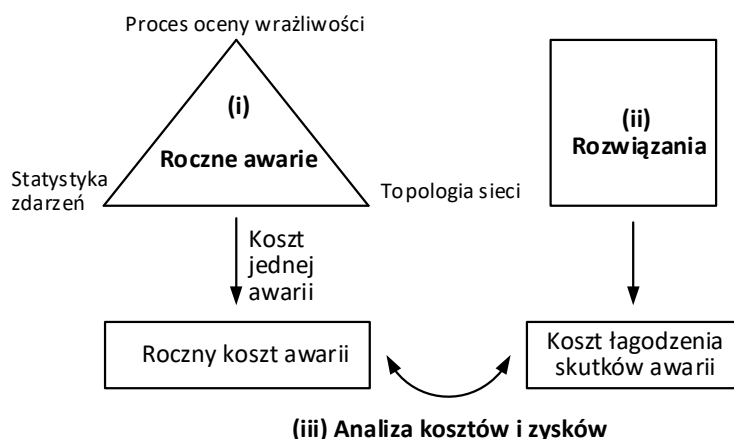 Proces oceny wrażliwości
(i)
Roczne awarie
Statystyka
zdarzeń
Topologia sieci
(ii)
Rozwiązania
Koszt
jednej
awarii
Roczny koszt awarii
Koszt łagodzenia
skutków awarii
(iii) Analiza kosztów i zysków